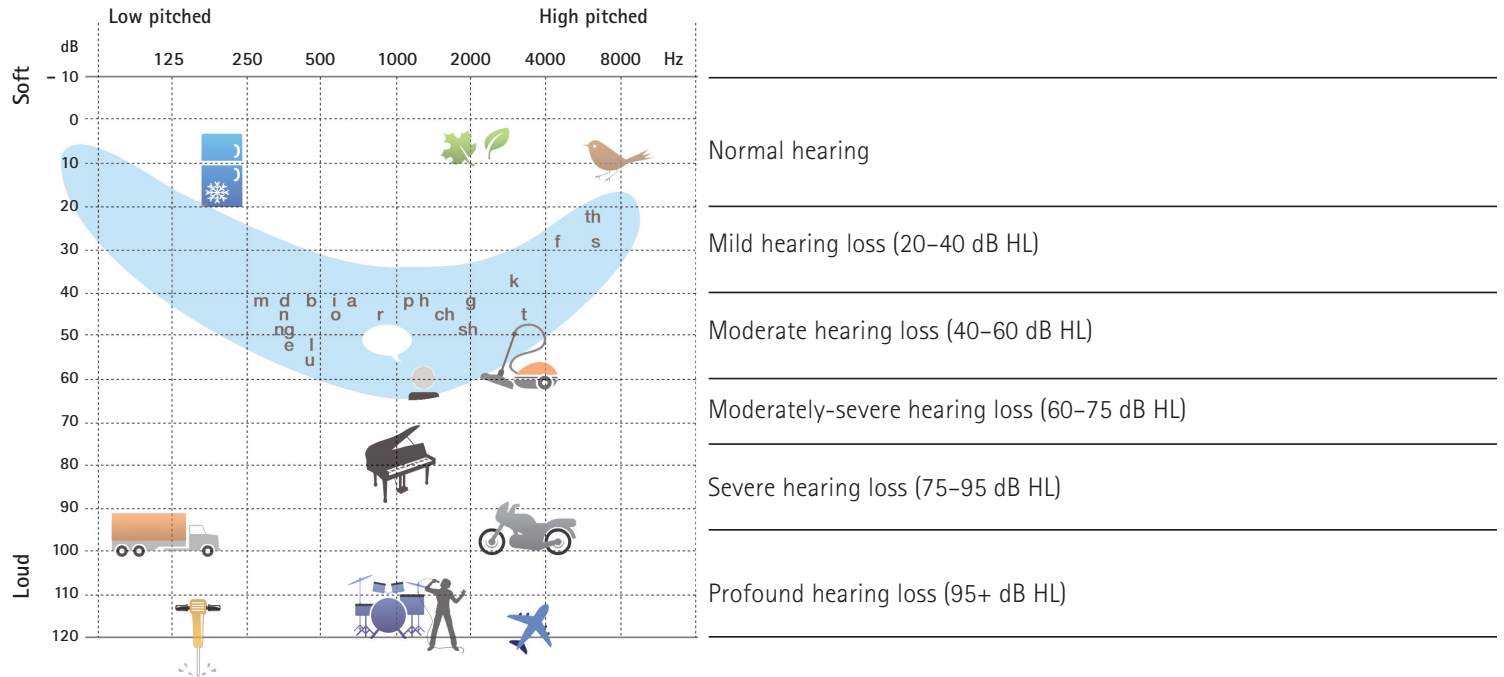 Low pitched High pitched
dB 125 250 500 1000 2000 4000 8000 Hz
Soft
– 10
0
10 Normal hearing
20
th
f s Mild hearing loss (20–40 dB HL)
30
k
40
m d b i a p h g
n o r ch t
ng sh Moderate hearing loss (40–60 dB HL)
50
e l
u
60
70 Moderately-severe hearing loss (60–75 dB HL)
80
Severe hearing loss (75–95 dB HL)
90
100
Loud
110 Profound hearing loss (95+ dB HL)
120